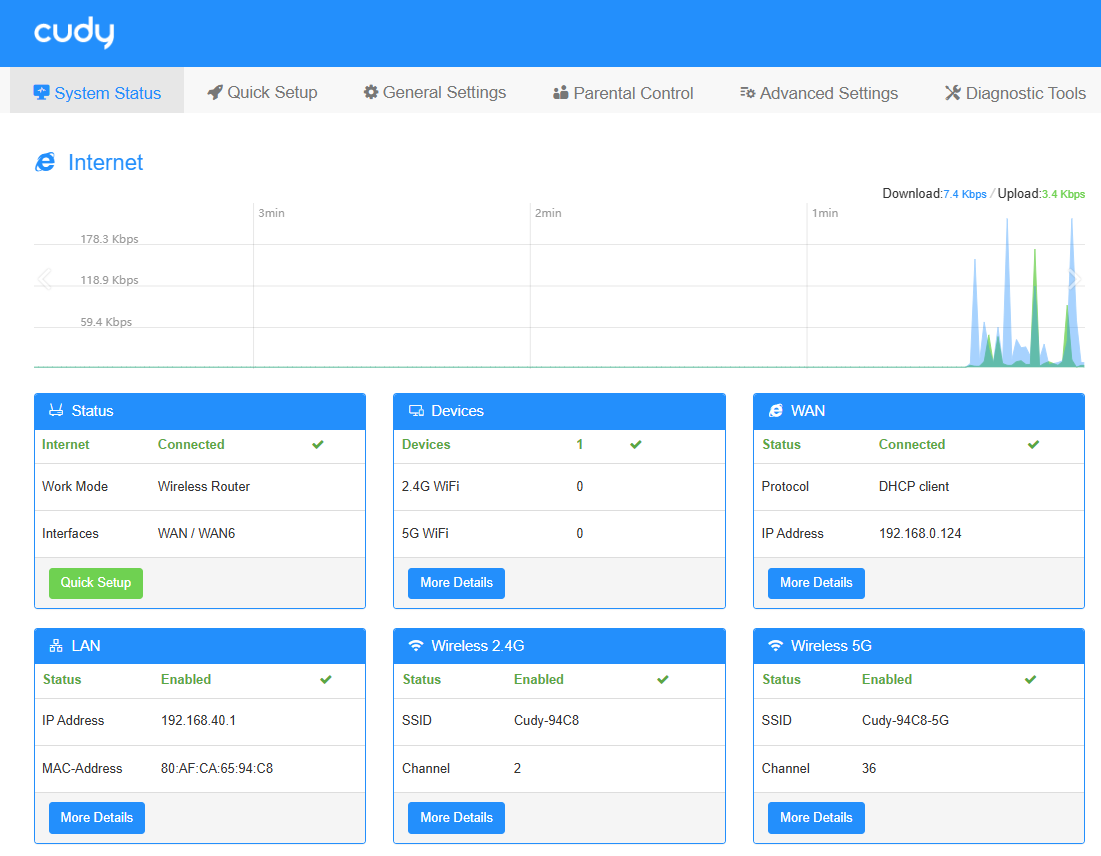 cudy
System Status Quick Setup General Settings Parental Control Advanced Settings Diagnostic Tools
Internet
Download:7.4 Kbps / Upload:3.4 Kbps
3min 2min 1min
178.3 Kbps
118.9 Kbps
59.4 Kbps
Status
Internet Connected
Work Mode Wireless Router
Interfaces WAN / WAN6
Quick Setup
Devices
Devices 1
2.4G WiFi 0
5G WiFi 0
More Details
WAN
Status Connected
Protocol DHCP client
IP Address 192.168.0.124
More Details
LAN
Status Enabled
IP Address 192.168.40.1
MAC-Address 80:AF:CA:65:94:C8
More Details
Wireless 2.4G
Status Enabled
SSID Cudy-94C8
Channel 2
More Details
Wireless 5G
Status Enabled
SSID Cudy-94C8-5G
Channel 36
More Details